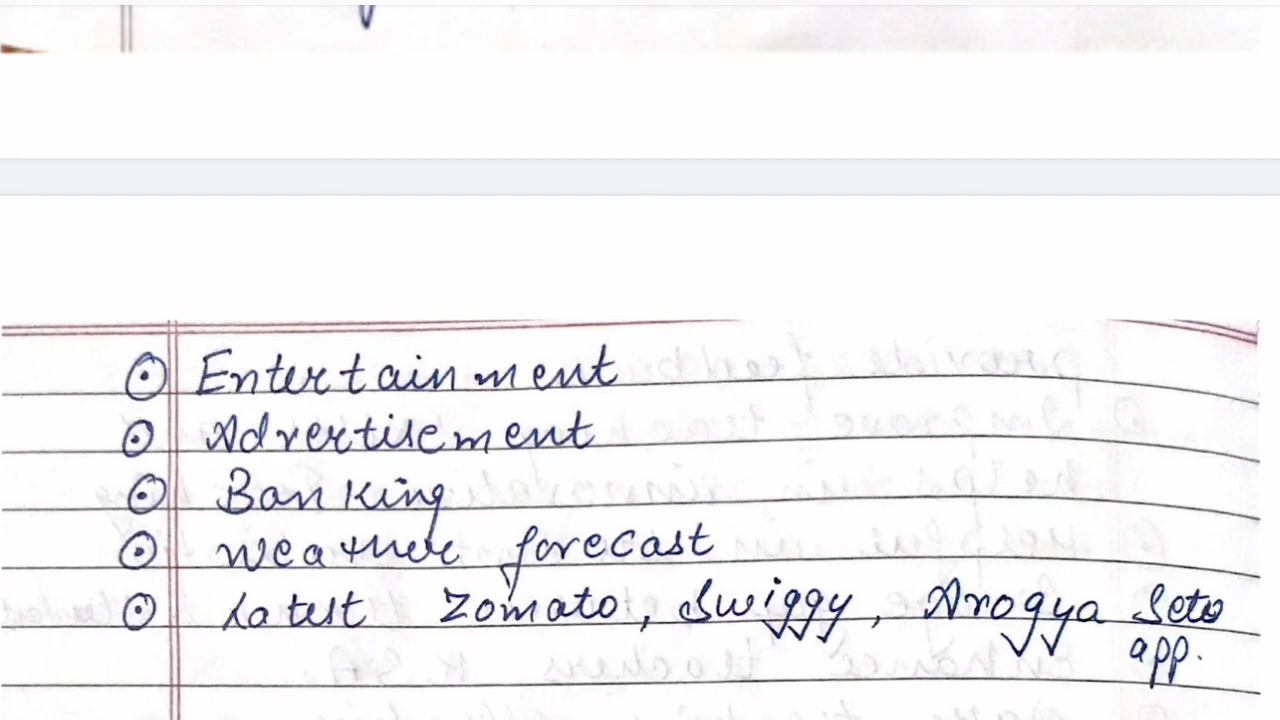 ⊙ Entertainment
⊙ Advertisement
⊙ Banking
⊙ Weather forecast
⊙ Latest Zomato, Swiggy, Arogya Setu
app.